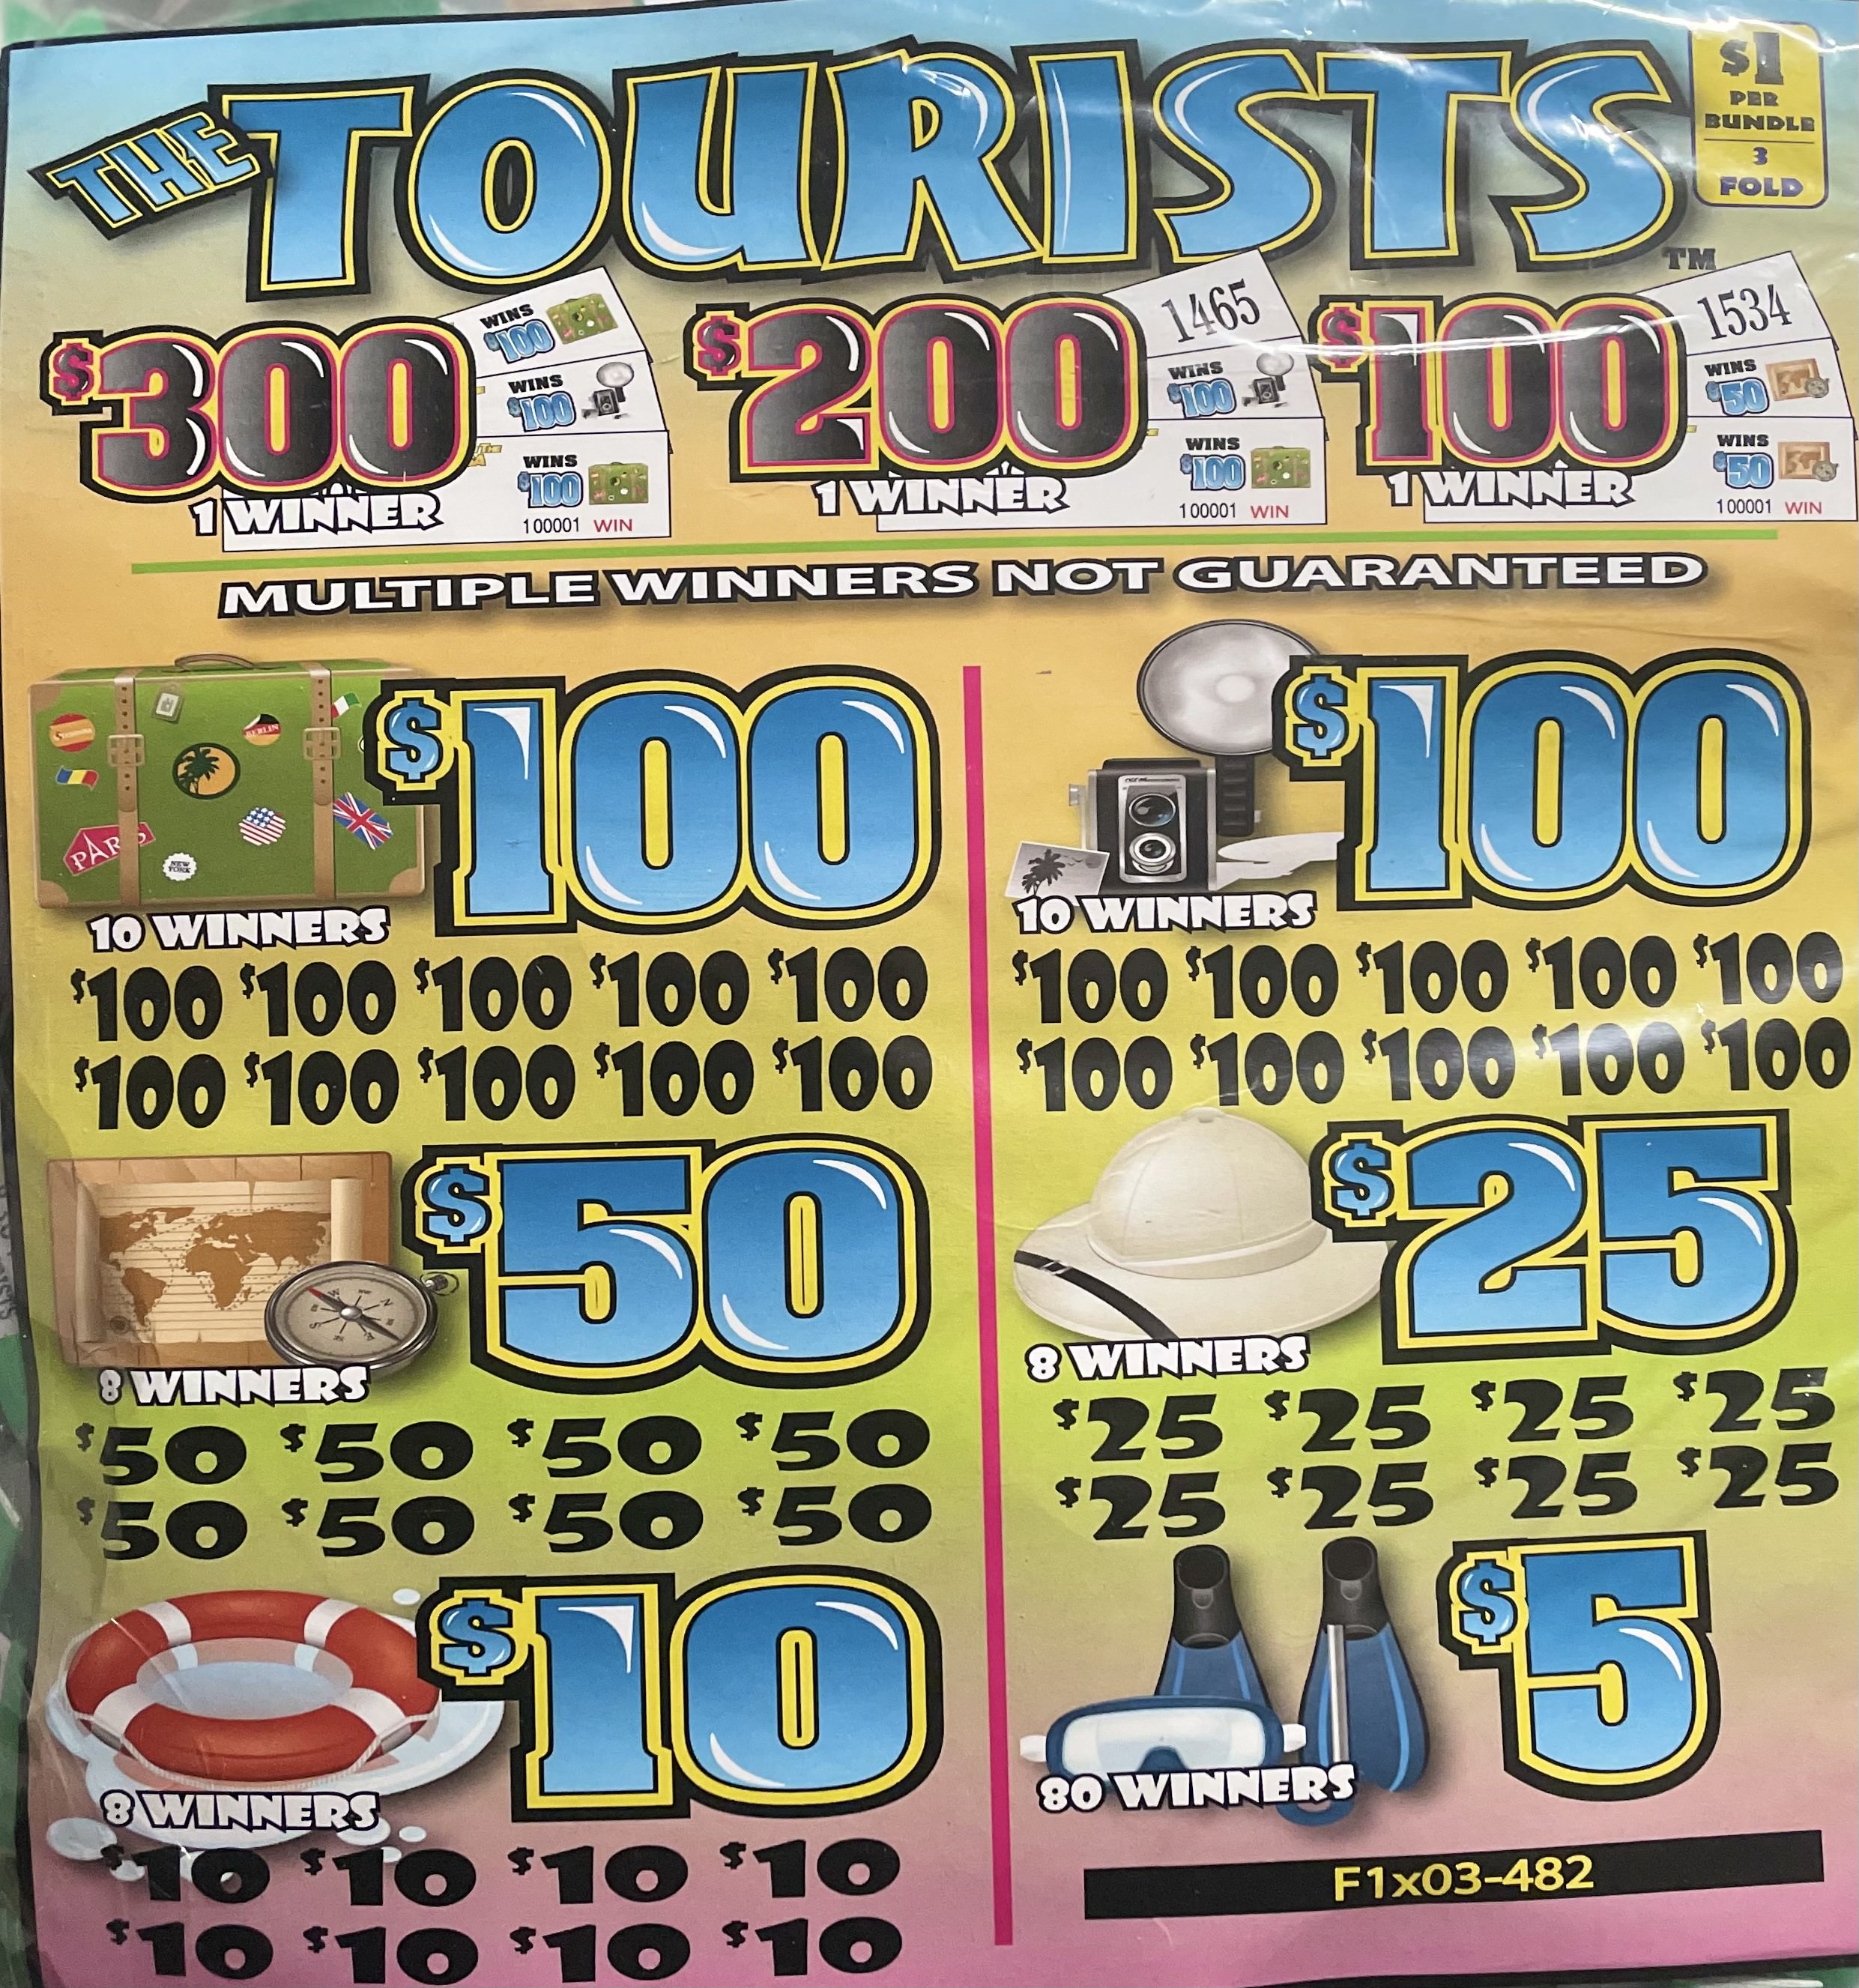 THE TOURISTS™
$1
PER
BUNDLE
3
FOLD
$300
1 WINNER
WINS
$100
WINS
$100
WINS
$100
100001 WIN
$200
1 WINNER
1465
WINS
$100
WINS
$100
100001 WIN
$100
1 WINNER
1534
WINS
$50
WINS
$50
100001 WIN
MULTIPLE WINNERS NOT GUARANTEED
BERLIN
PARIS
NEW
YORK
$100
10 WINNERS
$100 $100 $100 $100 $100
$100 $100 $100 $100 $100
$100
10 WINNERS
$100 $100 $100 $100 $100
$100 $100 $100 $100 $100
$50
8 WINNERS
$50 $50 $50 $50
$50 $50 $50 $50
$25
8 WINNERS
$25 $25 $25 $25
$25 $25 $25 $25
$10
8 WINNERS
$10 $10 $10 $10
$10 $10 $10 $10
$5
80 WINNERS
F1x03-482